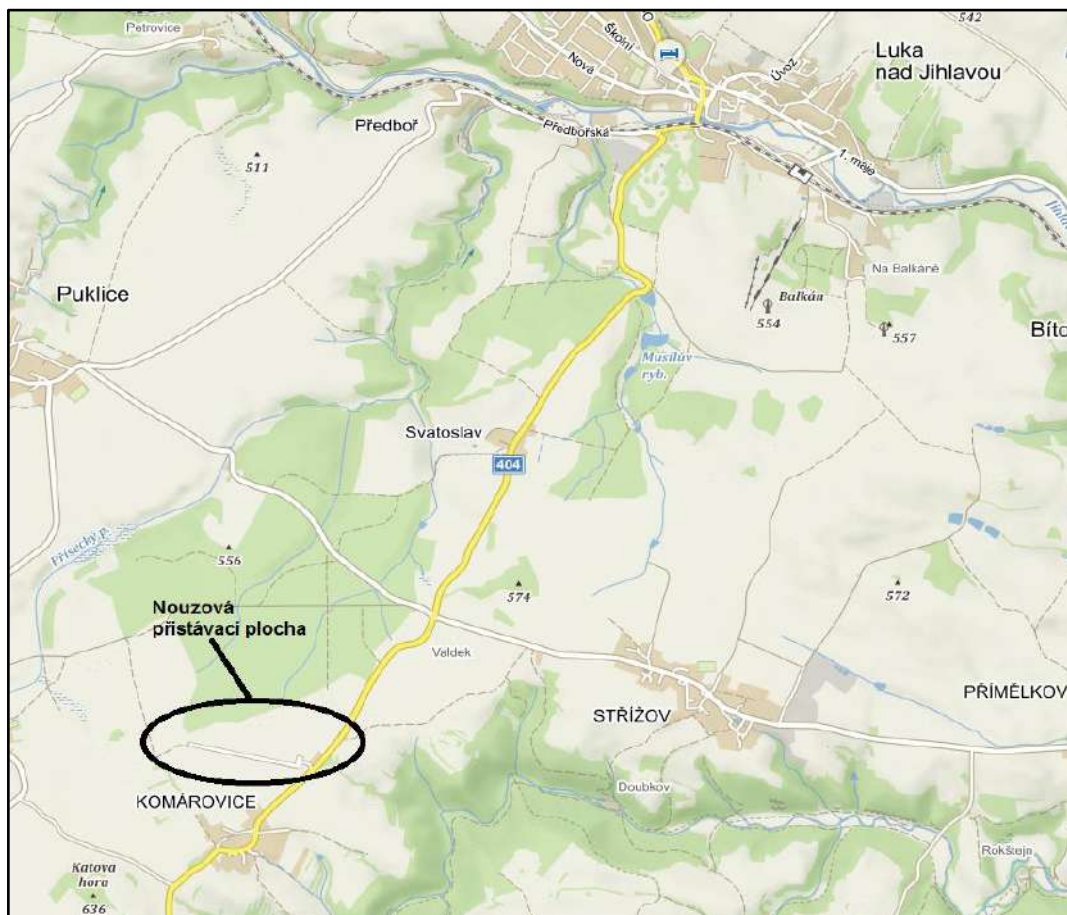 Petrovice
542
Školní
Nová
Úvoz
Luka
nad Jihlavou
Předboř
Předbořská
1. máje
511
Puklice
Na Balkáně
Balkán
554
557
Bíto
Musilův
ryb.
Svatoslav
404
Přísecký p.
556
574
572
Nouzová
přistávací plocha
Valdek
STŘÍŽOV
PŘÍMĚLKOV
KOMÁROVICE
Doubkov
Katova
hora
636
Rokštejn